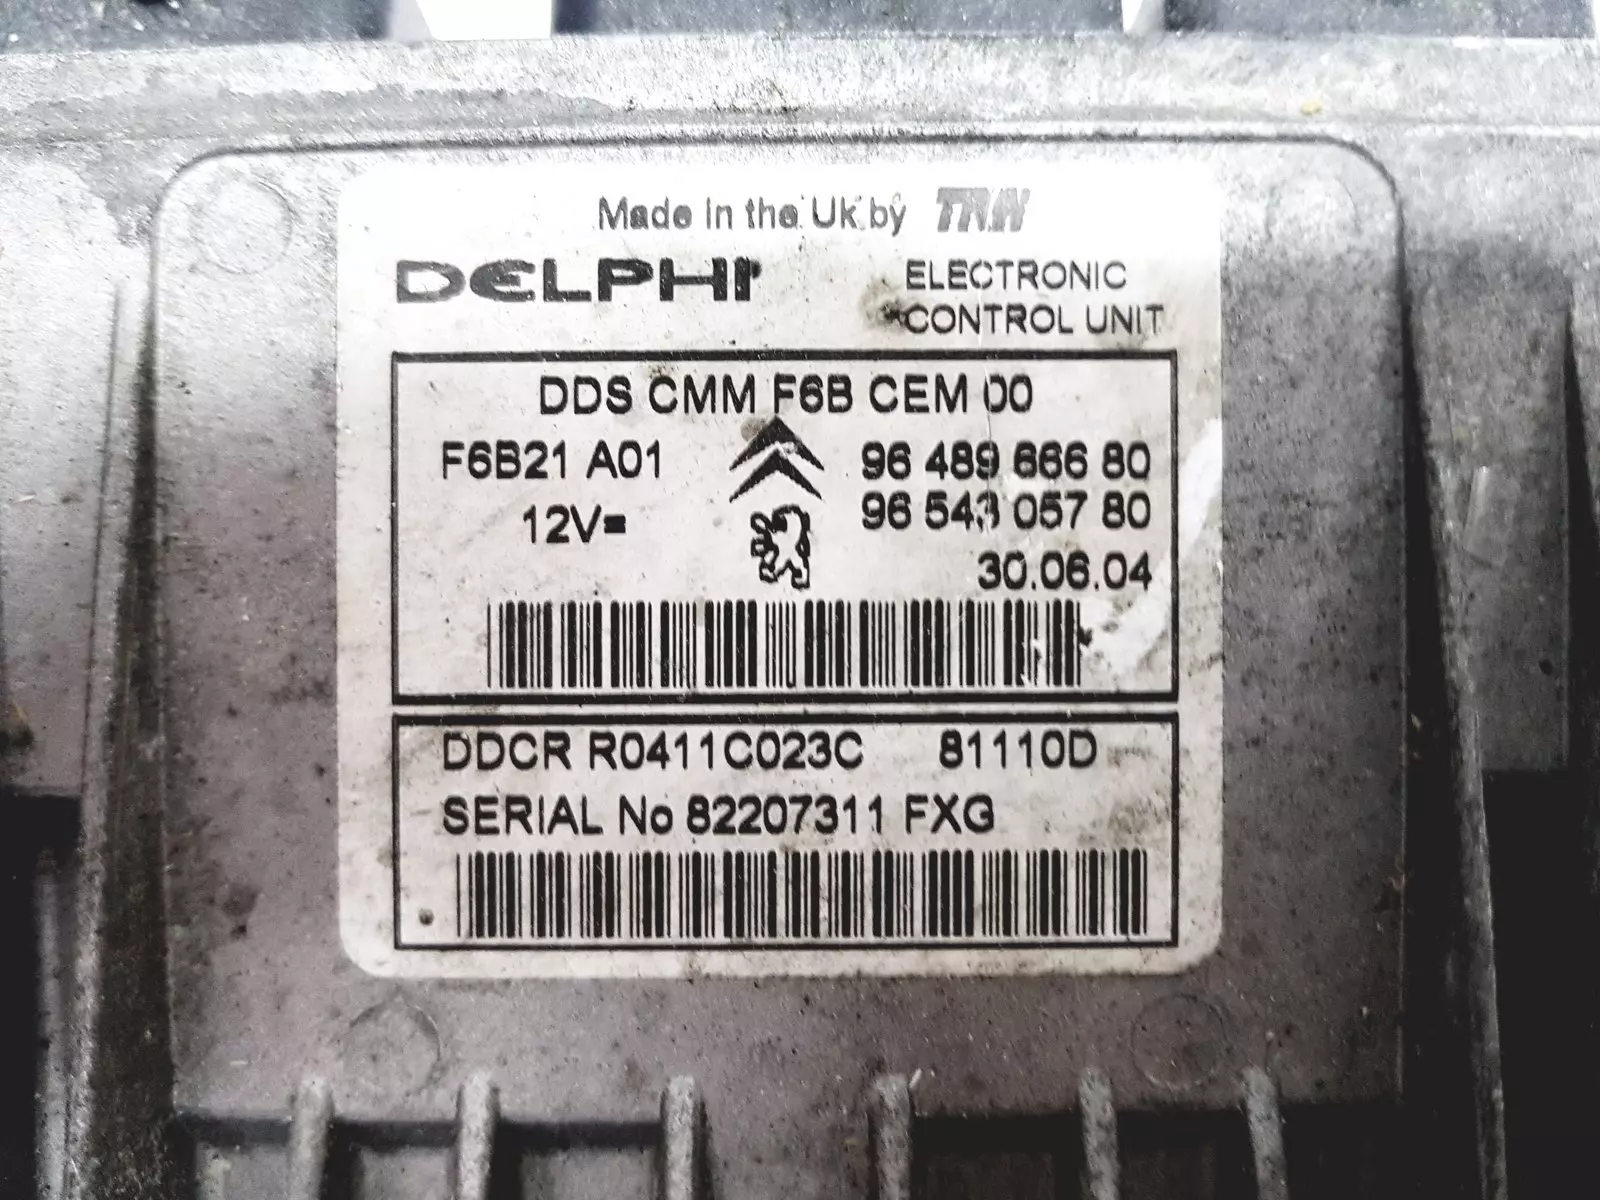 Made in the Uk by TRW
DELPHI ELECTRONIC
CONTROL UNIT
DDS CMM F6B CEM 00
F6B21 A01 96 489 666 80
12V= 96 543 057 80
30.06.04
DDCR R0411C023C 81110D
SERIAL No 82207311 FXG